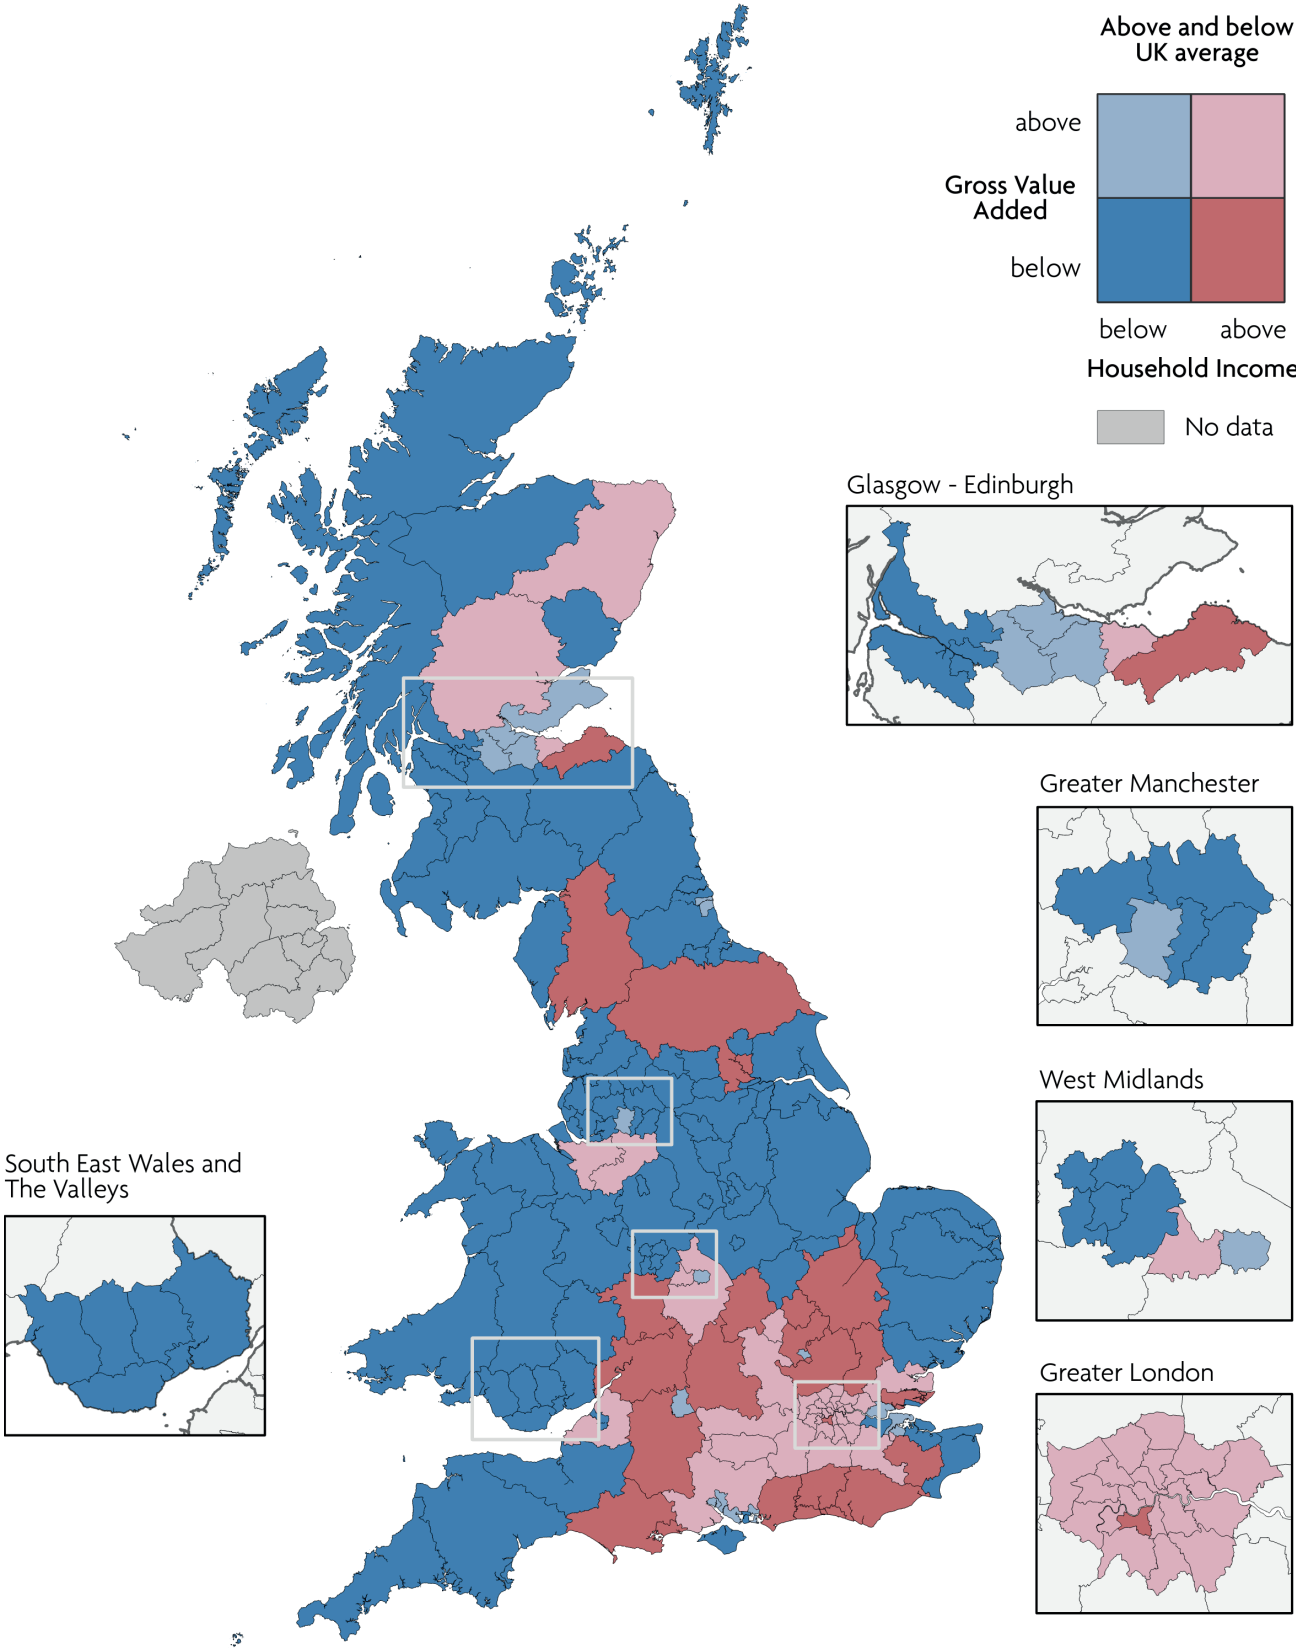 Above and below
UK average
above
Gross Value
Added
below
below above
Household Income
No data
Glasgow - Edinburgh
Greater Manchester
West Midlands
South East Wales and
The Valleys
Greater London